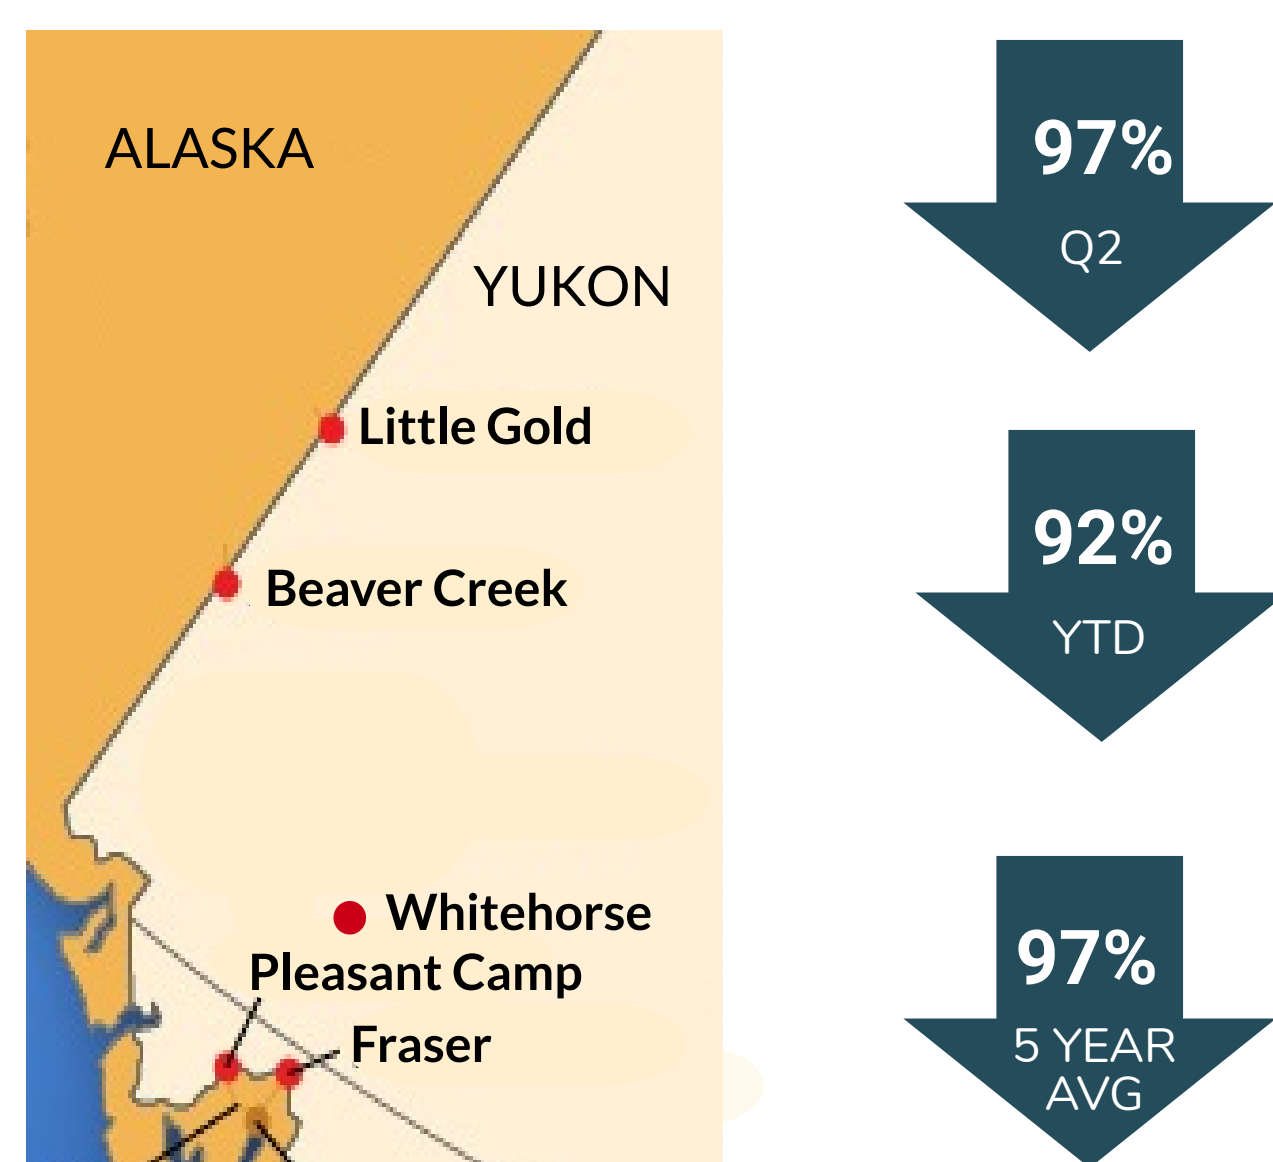 ALASKA
YUKON
Little Gold
Beaver Creek
Whitehorse
Pleasant Camp
Fraser
97%
Q2
92%
YTD
97%
5 YEAR
AVG